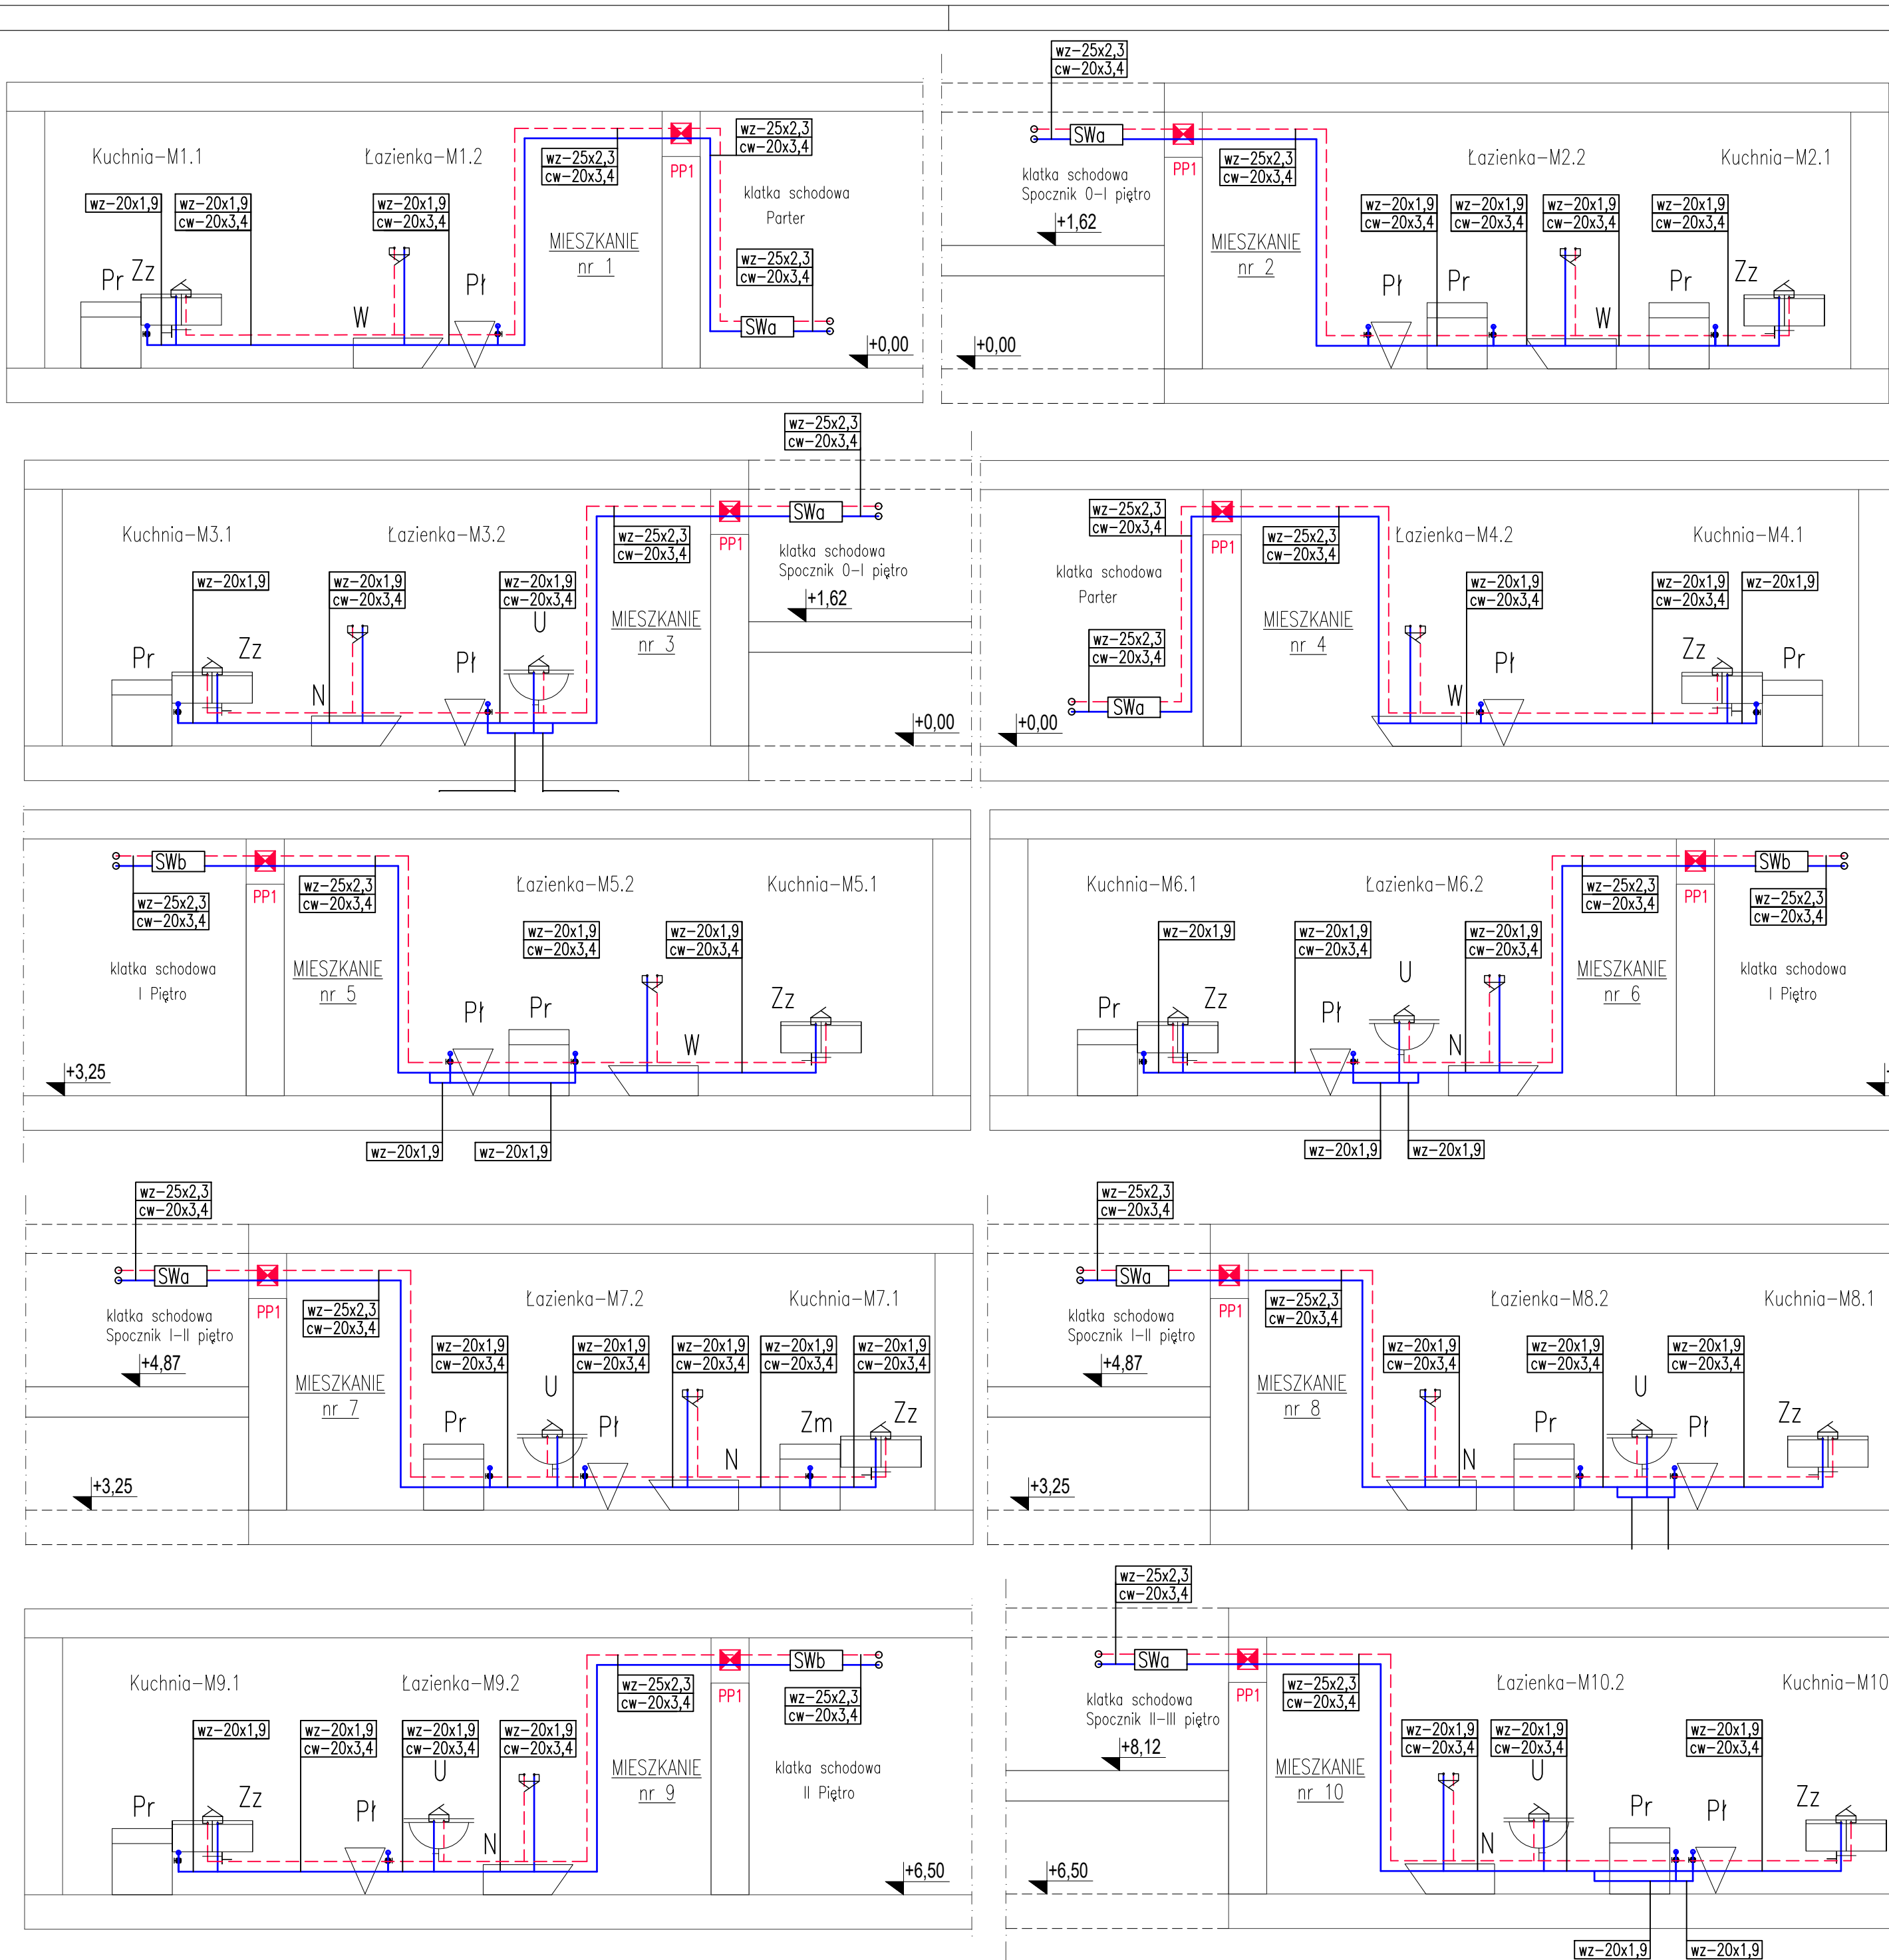 Kuchnia-M1.1
Łazienka-M1.2
wz-25x2,3
cw-20x3,4
PP1
wz-25x2,3
cw-20x3,4
klatka schodowa
Parter
wz-20x1,9
wz-20x1,9
cw-20x3,4
wz-20x1,9
cw-20x3,4
MIESZKANIE
nr 1
wz-25x2,3
cw-20x3,4
Pr
Zz
W
Pł
SWa
+0,00
wz-25x2,3
cw-20x3,4
SWa
klatka schodowa
Spocznik 0-I piętro
+1,62
PP1
wz-25x2,3
cw-20x3,4
Łazienka-M2.2
Kuchnia-M2.1
MIESZKANIE
nr 2
wz-20x1,9
cw-20x3,4
wz-20x1,9
cw-20x3,4
wz-20x1,9
cw-20x3,4
wz-20x1,9
cw-20x3,4
Pł
Pr
W
Pr
Zz
+0,00
wz-25x2,3
cw-20x3,4
SWa
Kuchnia-M3.1
Łazienka-M3.2
wz-25x2,3
cw-20x3,4
PP1
klatka schodowa
Spocznik 0-I piętro
+1,62
wz-20x1,9
wz-20x1,9
cw-20x3,4
wz-20x1,9
cw-20x3,4
U
MIESZKANIE
nr 3
Pr
Zz
N
Pł
+0,00
wz-25x2,3
cw-20x3,4
PP1
wz-25x2,3
cw-20x3,4
Łazienka-M4.2
Kuchnia-M4.1
klatka schodowa
Parter
MIESZKANIE
nr 4
wz-20x1,9
cw-20x3,4
wz-20x1,9
cw-20x3,4
wz-20x1,9
wz-25x2,3
cw-20x3,4
SWa
W
Pł
Zz
Pr
+0,00
SWb
wz-25x2,3
cw-20x3,4
PP1
wz-25x2,3
cw-20x3,4
Łazienka-M5.2
Kuchnia-M5.1
klatka schodowa
I Piętro
MIESZKANIE
nr 5
wz-20x1,9
cw-20x3,4
wz-20x1,9
cw-20x3,4
Pł
Pr
W
Zz
+3,25
wz-20x1,9
wz-20x1,9
Kuchnia-M6.1
Łazienka-M6.2
wz-25x2,3
cw-20x3,4
PP1
SWb
wz-25x2,3
cw-20x3,4
wz-20x1,9
wz-20x1,9
cw-20x3,4
wz-20x1,9
cw-20x3,4
MIESZKANIE
nr 6
klatka schodowa
I Piętro
Pr
Zz
Pł
U
N
wz-20x1,9
wz-20x1,9
wz-25x2,3
cw-20x3,4
SWa
klatka schodowa
Spocznik I-II piętro
+4,87
PP1
wz-25x2,3
cw-20x3,4
Łazienka-M7.2
Kuchnia-M7.1
MIESZKANIE
nr 7
wz-20x1,9
cw-20x3,4
wz-20x1,9
cw-20x3,4
wz-20x1,9
cw-20x3,4
wz-20x1,9
cw-20x3,4
wz-20x1,9
cw-20x3,4
Pr
U
Pł
N
Zm
Zz
+3,25
wz-25x2,3
cw-20x3,4
SWa
klatka schodowa
Spocznik I-II piętro
+4,87
PP1
wz-25x2,3
cw-20x3,4
Łazienka-M8.2
Kuchnia-M8.1
MIESZKANIE
nr 8
wz-20x1,9
cw-20x3,4
wz-20x1,9
cw-20x3,4
wz-20x1,9
cw-20x3,4
N
Pr
U
Pł
Zz
+3,25
Kuchnia-M9.1
Łazienka-M9.2
wz-25x2,3
cw-20x3,4
PP1
SWb
wz-25x2,3
cw-20x3,4
wz-20x1,9
wz-20x1,9
cw-20x3,4
wz-20x1,9
cw-20x3,4
wz-20x1,9
cw-20x3,4
MIESZKANIE
nr 9
klatka schodowa
II Piętro
Pr
Zz
Pł
U
N
+6,50
wz-25x2,3
cw-20x3,4
SWa
klatka schodowa
Spocznik II-III piętro
+8,12
PP1
wz-25x2,3
cw-20x3,4
Łazienka-M10.2
Kuchnia-M10
MIESZKANIE
nr 10
wz-20x1,9
cw-20x3,4
wz-20x1,9
cw-20x3,4
wz-20x1,9
cw-20x3,4
N
U
Pr
Pł
Zz
+6,50
wz-20x1,9
wz-20x1,9